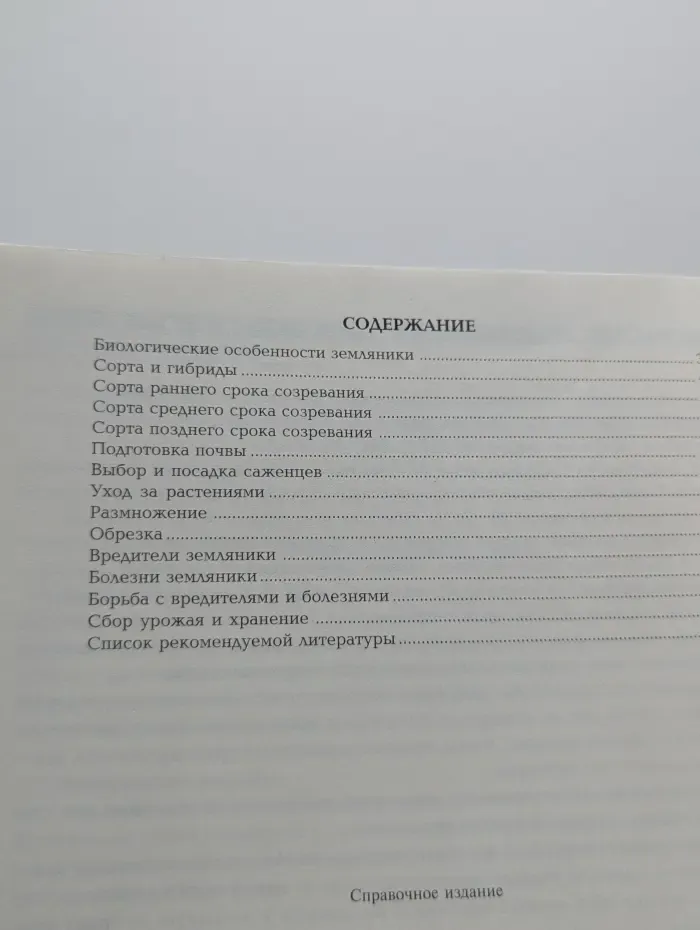 СОДЕРЖАНИЕ
Биологические особенности земляники
Сорта и гибриды
Сорта раннего срока созревания
Сорта среднего срока созревания
Сорта позднего срока созревания
Подготовка почвы
Выбор и посадка саженцев
Уход за растениями
Размножение
Обрезка
Вредители земляники
Болезни земляники
Борьба с вредителями и болезнями
Сбор урожая и хранение
Список рекомендуемой литературы
Справочное издание